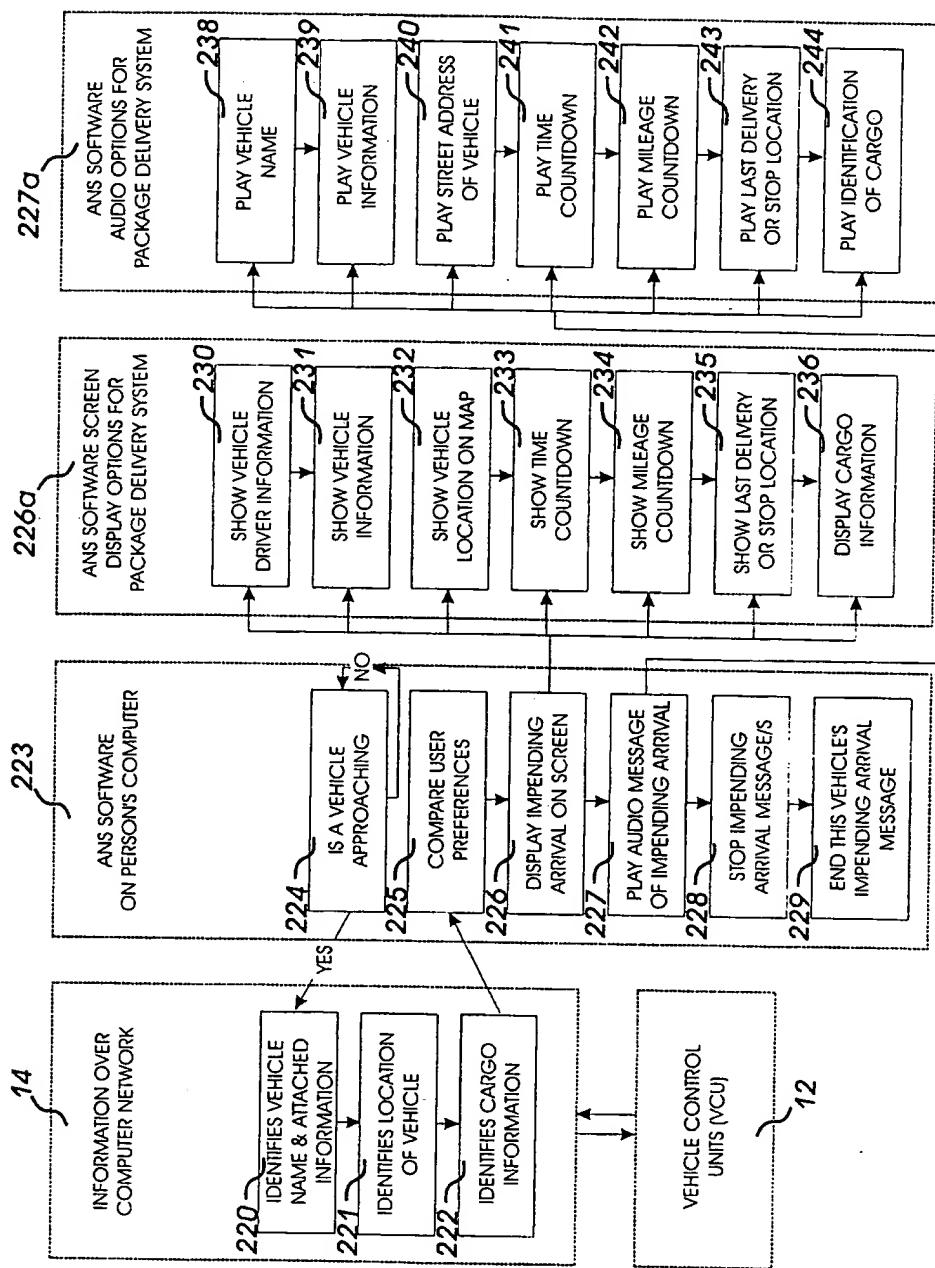 14
INFORMATION OVER
COMPUTER NETWORK
220
IDENTIFIES VEHICLE
NAME & ATTACHED
INFORMATION
221
IDENTIFIES LOCATION
OF VEHICLE
222
IDENTIFIES CARGO
INFORMATION
VEHICLE CONTROL
UNITS (VCU)
12
YES
223
ANS SOFTWARE
ON PERSON'S COMPUTER
224
IS A VEHICLE
APPROACHING
NO
225
COMPARE USER
PREFERENCES
226
DISPLAY IMPENDING
ARRIVAL ON SCREEN
227
PLAY AUDIO MESSAGE
OF IMPENDING ARRIVAL
228
STOP IMPENDING
ARRIVAL MESSAGE/S
229
END THIS VEHICLE'S
IMPENDING ARRIVAL
MESSAGE
226a
ANS SOFTWARE SCREEN
DISPLAY OPTIONS FOR
PACKAGE DELIVERY SYSTEM
230
SHOW VEHICLE
DRIVER INFORMATION
231
SHOW VEHICLE
INFORMATION
232
SHOW VEHICLE
LOCATION ON MAP
233
SHOW TIME
COUNTDOWN
234
SHOW MILEAGE
COUNTDOWN
235
SHOW LAST DELIVERY
OR STOP LOCATION
236
DISPLAY CARGO
INFORMATION
227a
ANS SOFTWARE
AUDIO OPTIONS FOR
PACKAGE DELIVERY SYSTEM
238
PLAY VEHICLE
NAME
239
PLAY VEHICLE
INFORMATION
240
PLAY STREET ADDRESS
OF VEHICLE
241
PLAY TIME
COUNTDOWN
242
PLAY MILEAGE
COUNTDOWN
243
PLAY LAST DELIVERY
OR STOP LOCATION
244
PLAY IDENTIFICATION
OF CARGO